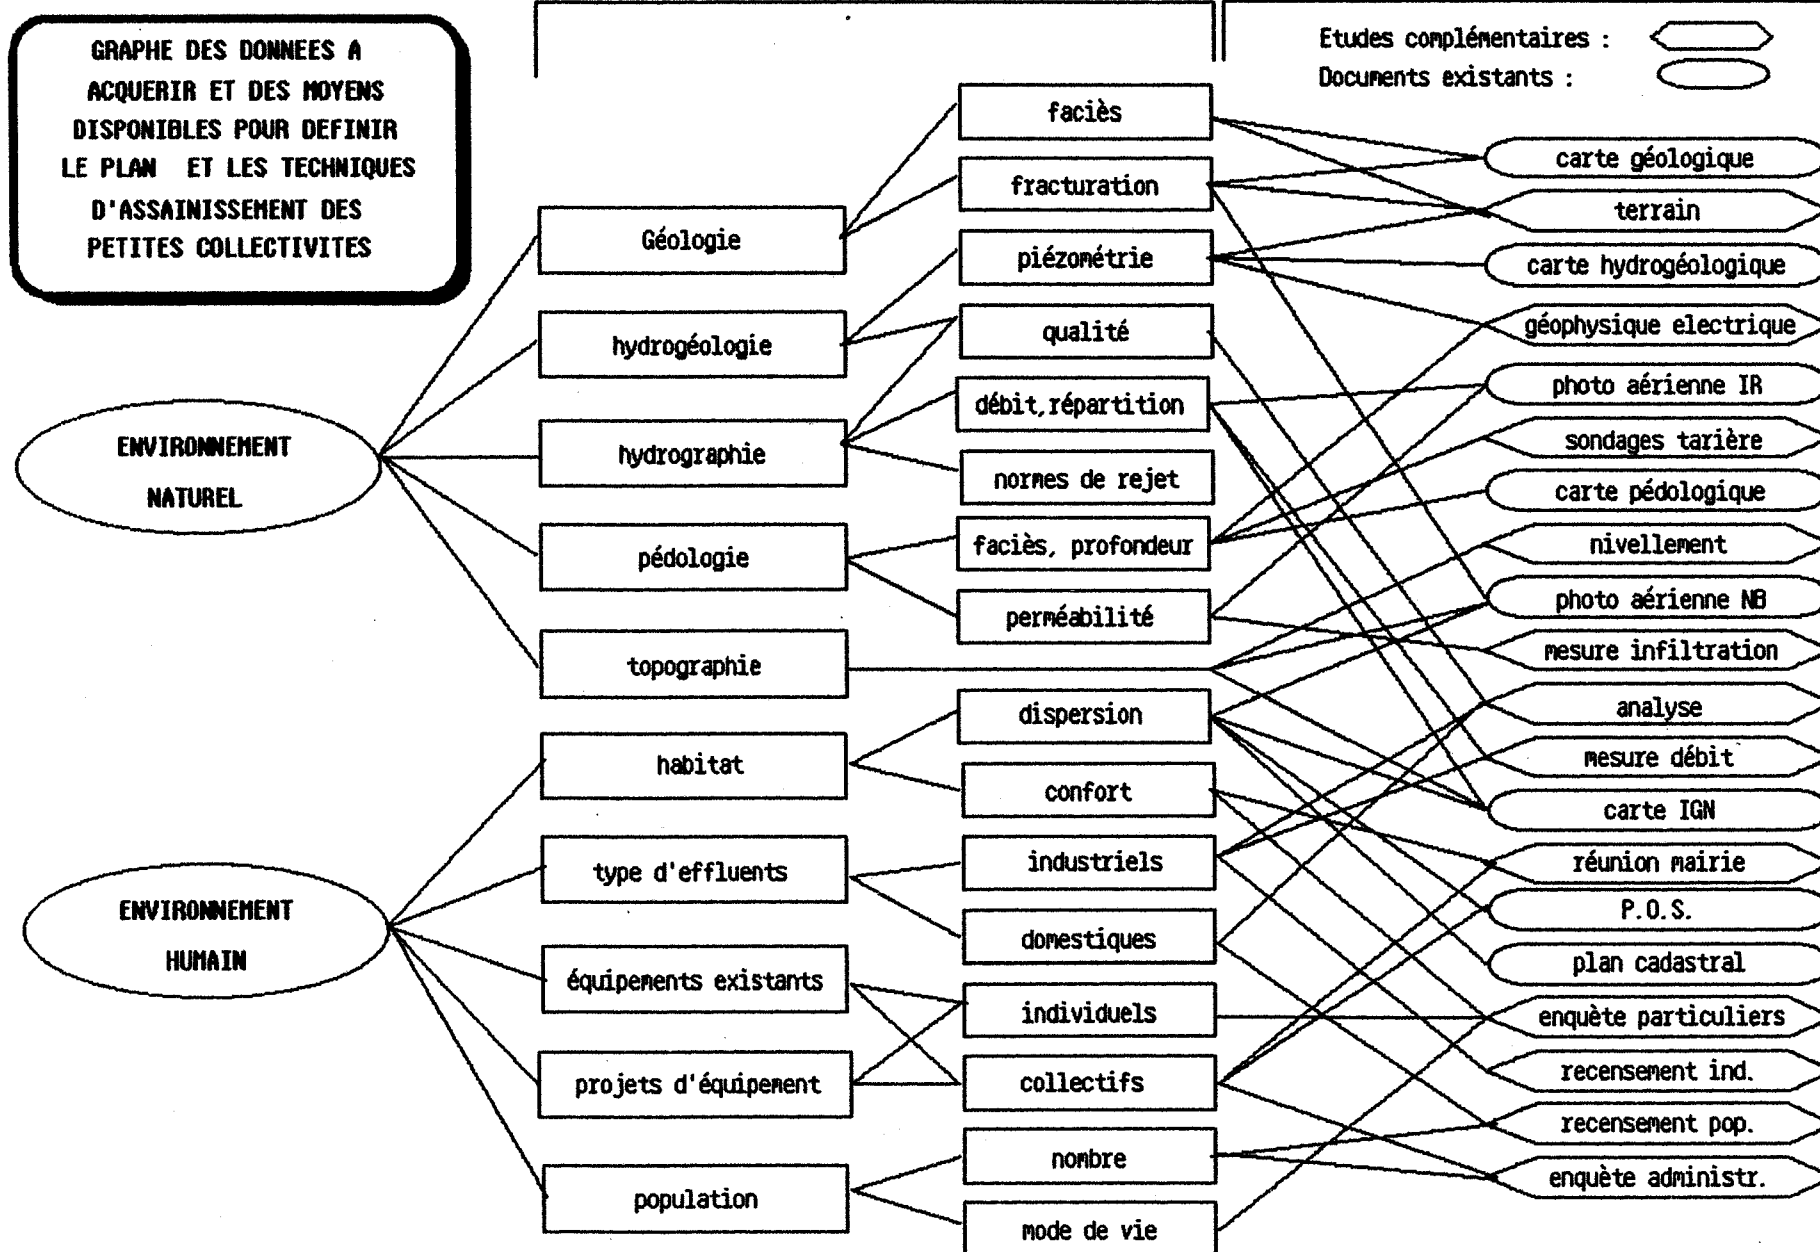 GRAPHE DES DONNEES A
ACQUERIR ET DES MOYENS
DISPONIBLES POUR DEFINIR
LE PLAN ET LES TECHNIQUES
D'ASSAINISSEMENT DES
PETITES COLLECTIVITES
Etudes complémentaires :
Documents existants :
ENVIRONNEMENT
NATUREL
ENVIRONNEMENT
HUMAIN
Géologie
hydrogéologie
hydrographie
pédologie
topographie
habitat
type d'effluents
équipements existants
projets d'équipement
population
faciès
fracturation
piézométrie
qualité
débit,répartition
normes de rejet
faciès, profondeur
perméabilité
dispersion
confort
industriels
domestiques
individuels
collectifs
nombre
mode de vie
carte géologique
terrain
carte hydrogéologique
géophysique electrique
photo aérienne IR
sondages tarière
carte pédologique
nivellement
photo aérienne NB
mesure infiltration
analyse
mesure débit
carte IGN
réunion mairie
P.O.S.
plan cadastral
enquète particuliers
recensement ind.
recensement pop.
enquète administr.